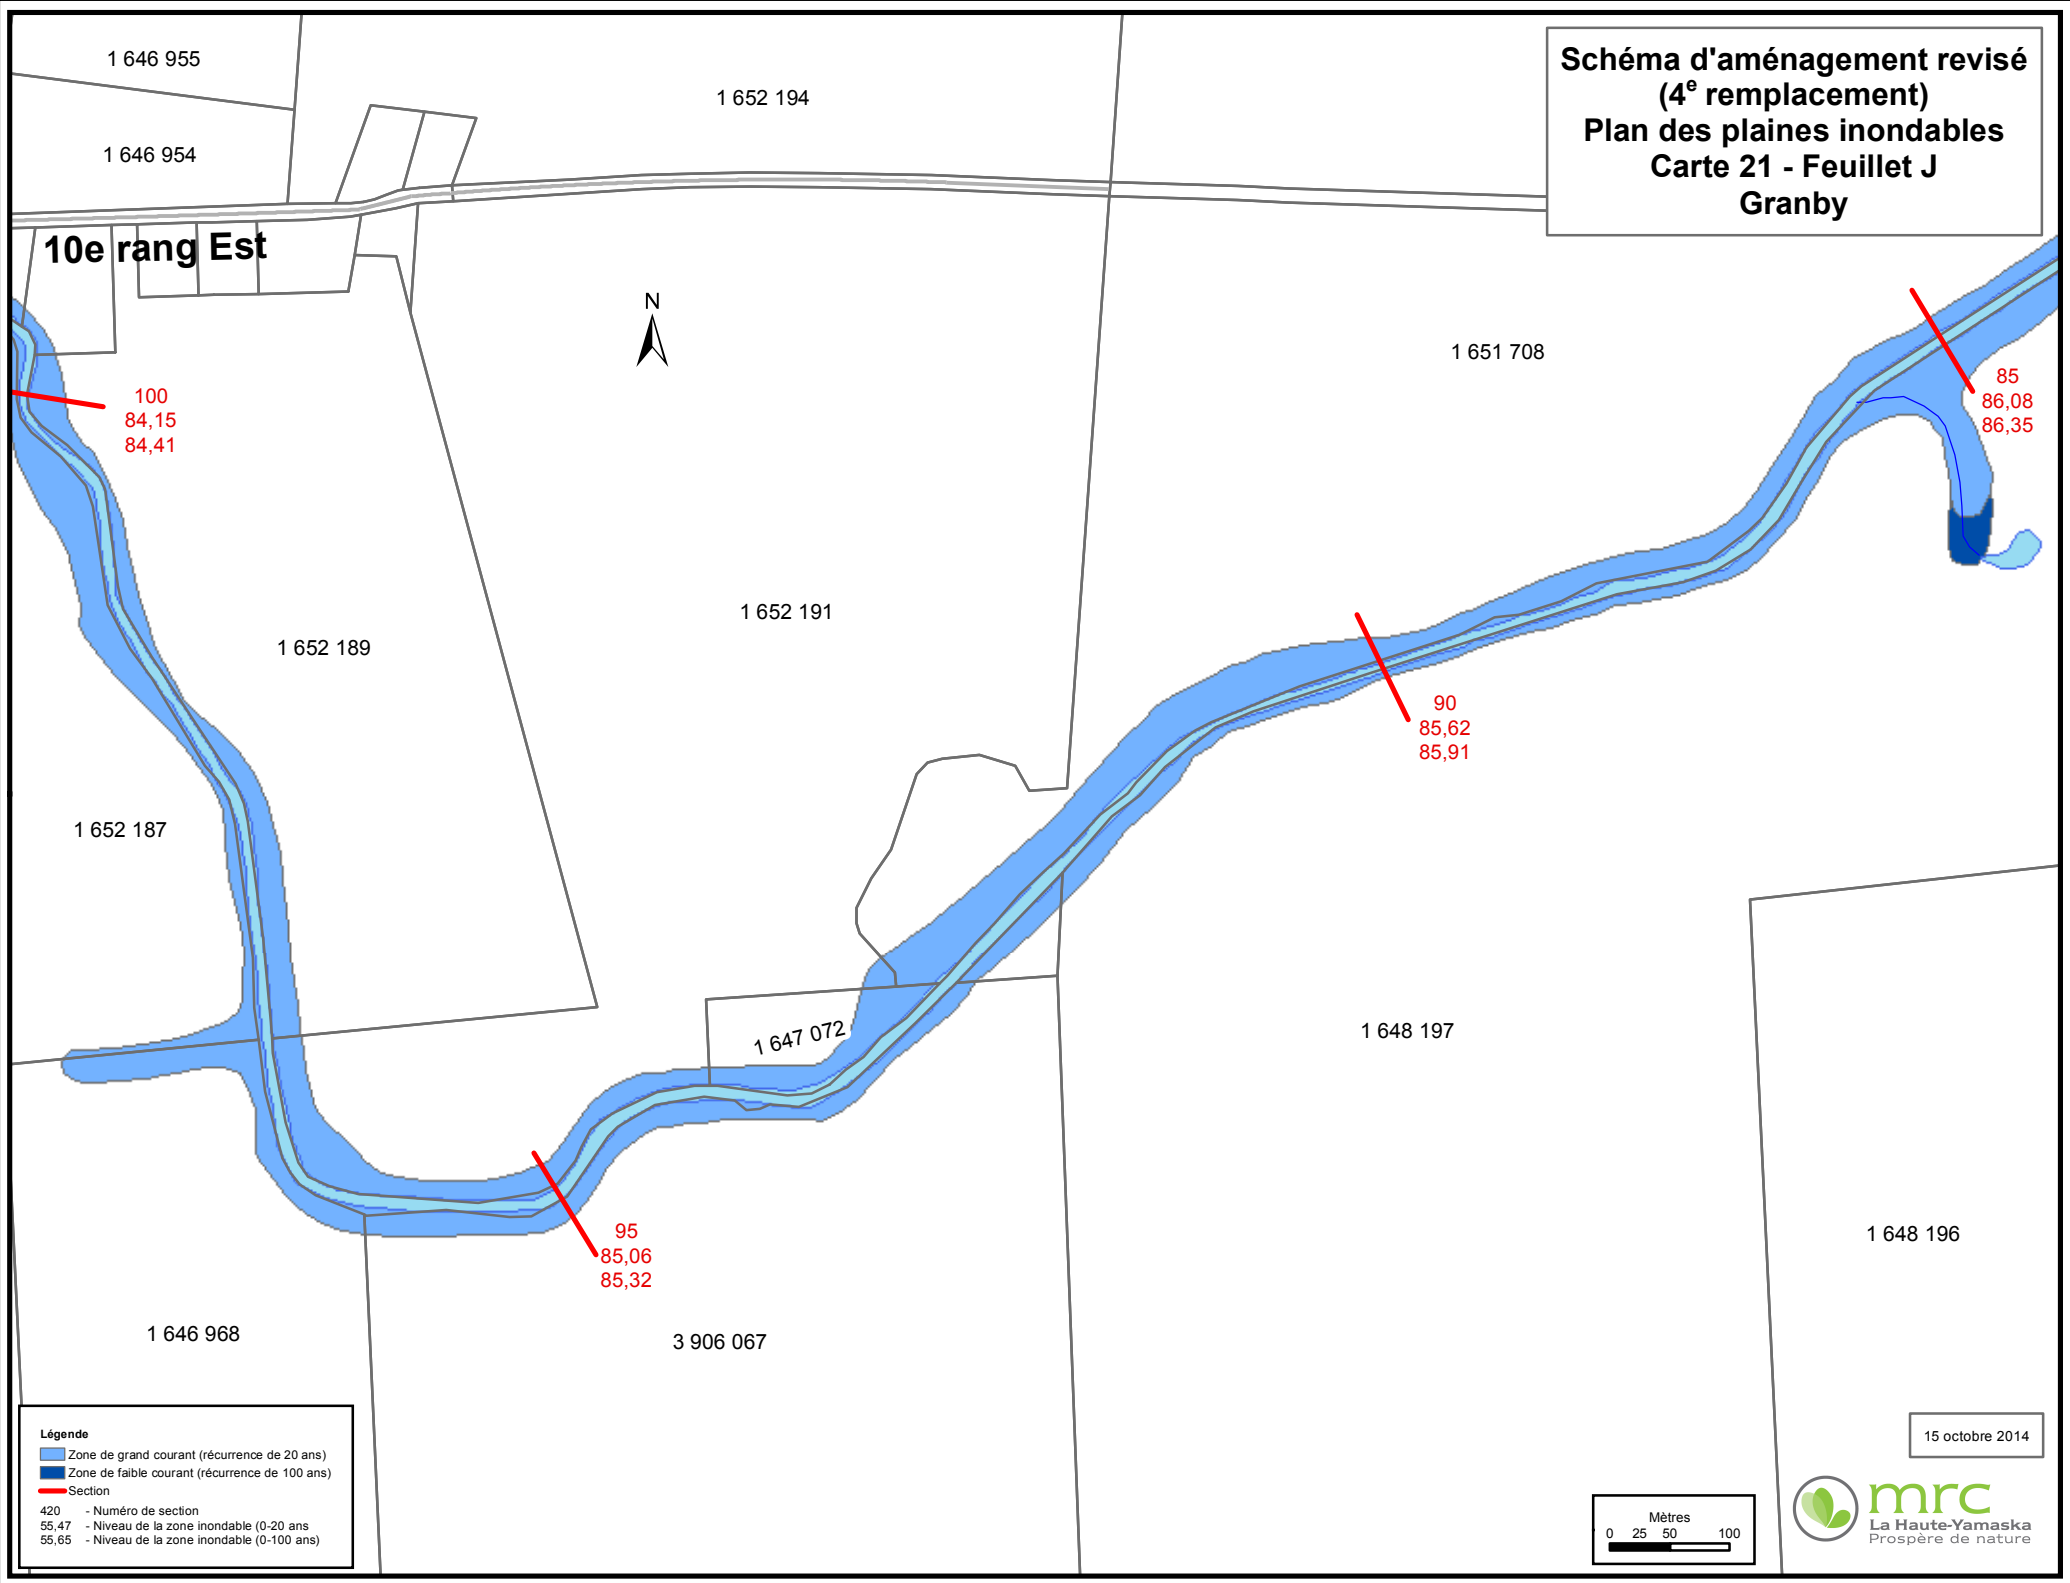 Schéma d'aménagement revisé
(4e remplacement)
Plan des plaines inondables
Carte 21 - Feuillet J
Granby
1 646 955
1 652 194
1 646 954
10e rang Est
N
1 651 708
100
84,15
84,41
85
86,08
86,35
1 652 191
1 652 189
90
85,62
85,91
1 652 187
1 647 072
1 648 197
95
85,06
85,32
1 648 196
1 646 968
3 906 067
Légende
Zone de grand courant (récurrence de 20 ans)
Zone de faible courant (récurrence de 100 ans)
Section
420 - Numéro de section
55,47 - Niveau de la zone inondable (0-20 ans
55,65 - Niveau de la zone inondable (0-100 ans)
15 octobre 2014
Mètres
0 25 50 100
mrc
La Haute-Yamaska
Prospère de nature